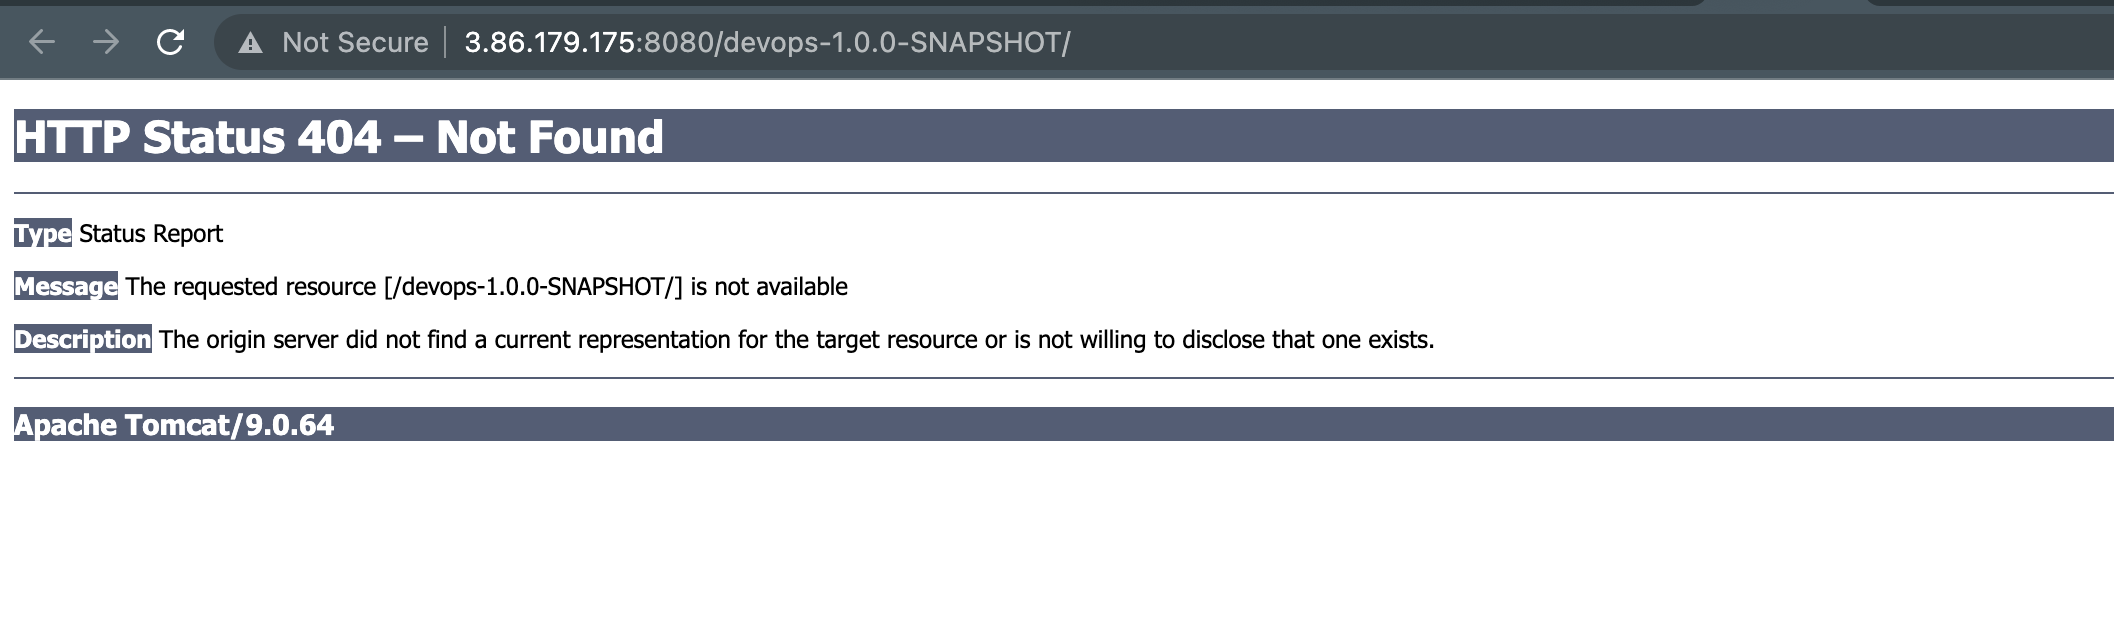 Not Secure | 3.86.179.175:8080/devops-1.0.0-SNAPSHOT/
HTTP Status 404 – Not Found
Type Status Report
Message The requested resource [/devops-1.0.0-SNAPSHOT/] is not available
Description The origin server did not find a current representation for the target resource or is not willing to disclose that one exists.
Apache Tomcat/9.0.64